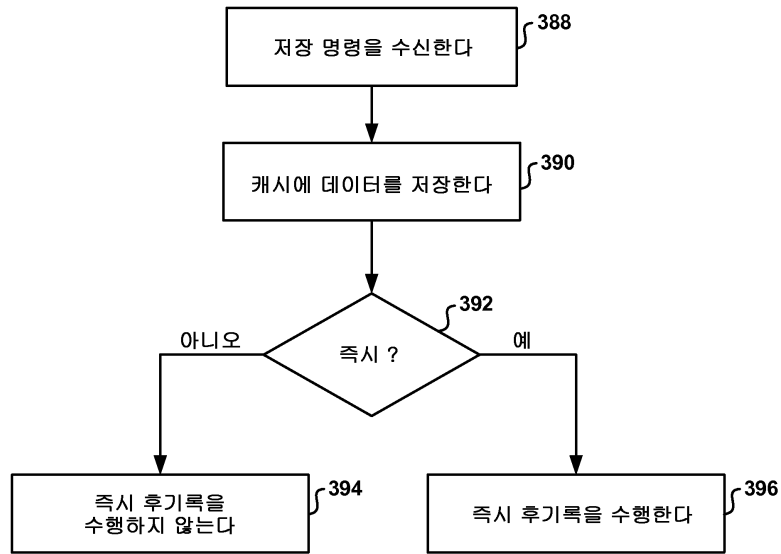 388
저장 명령을 수신한다
390
캐시에 데이터를 저장한다
392
아니오
예
즉시 ?
394
396
즉시 후기록을
수행하지 않는다
즉시 후기록을 수행한다